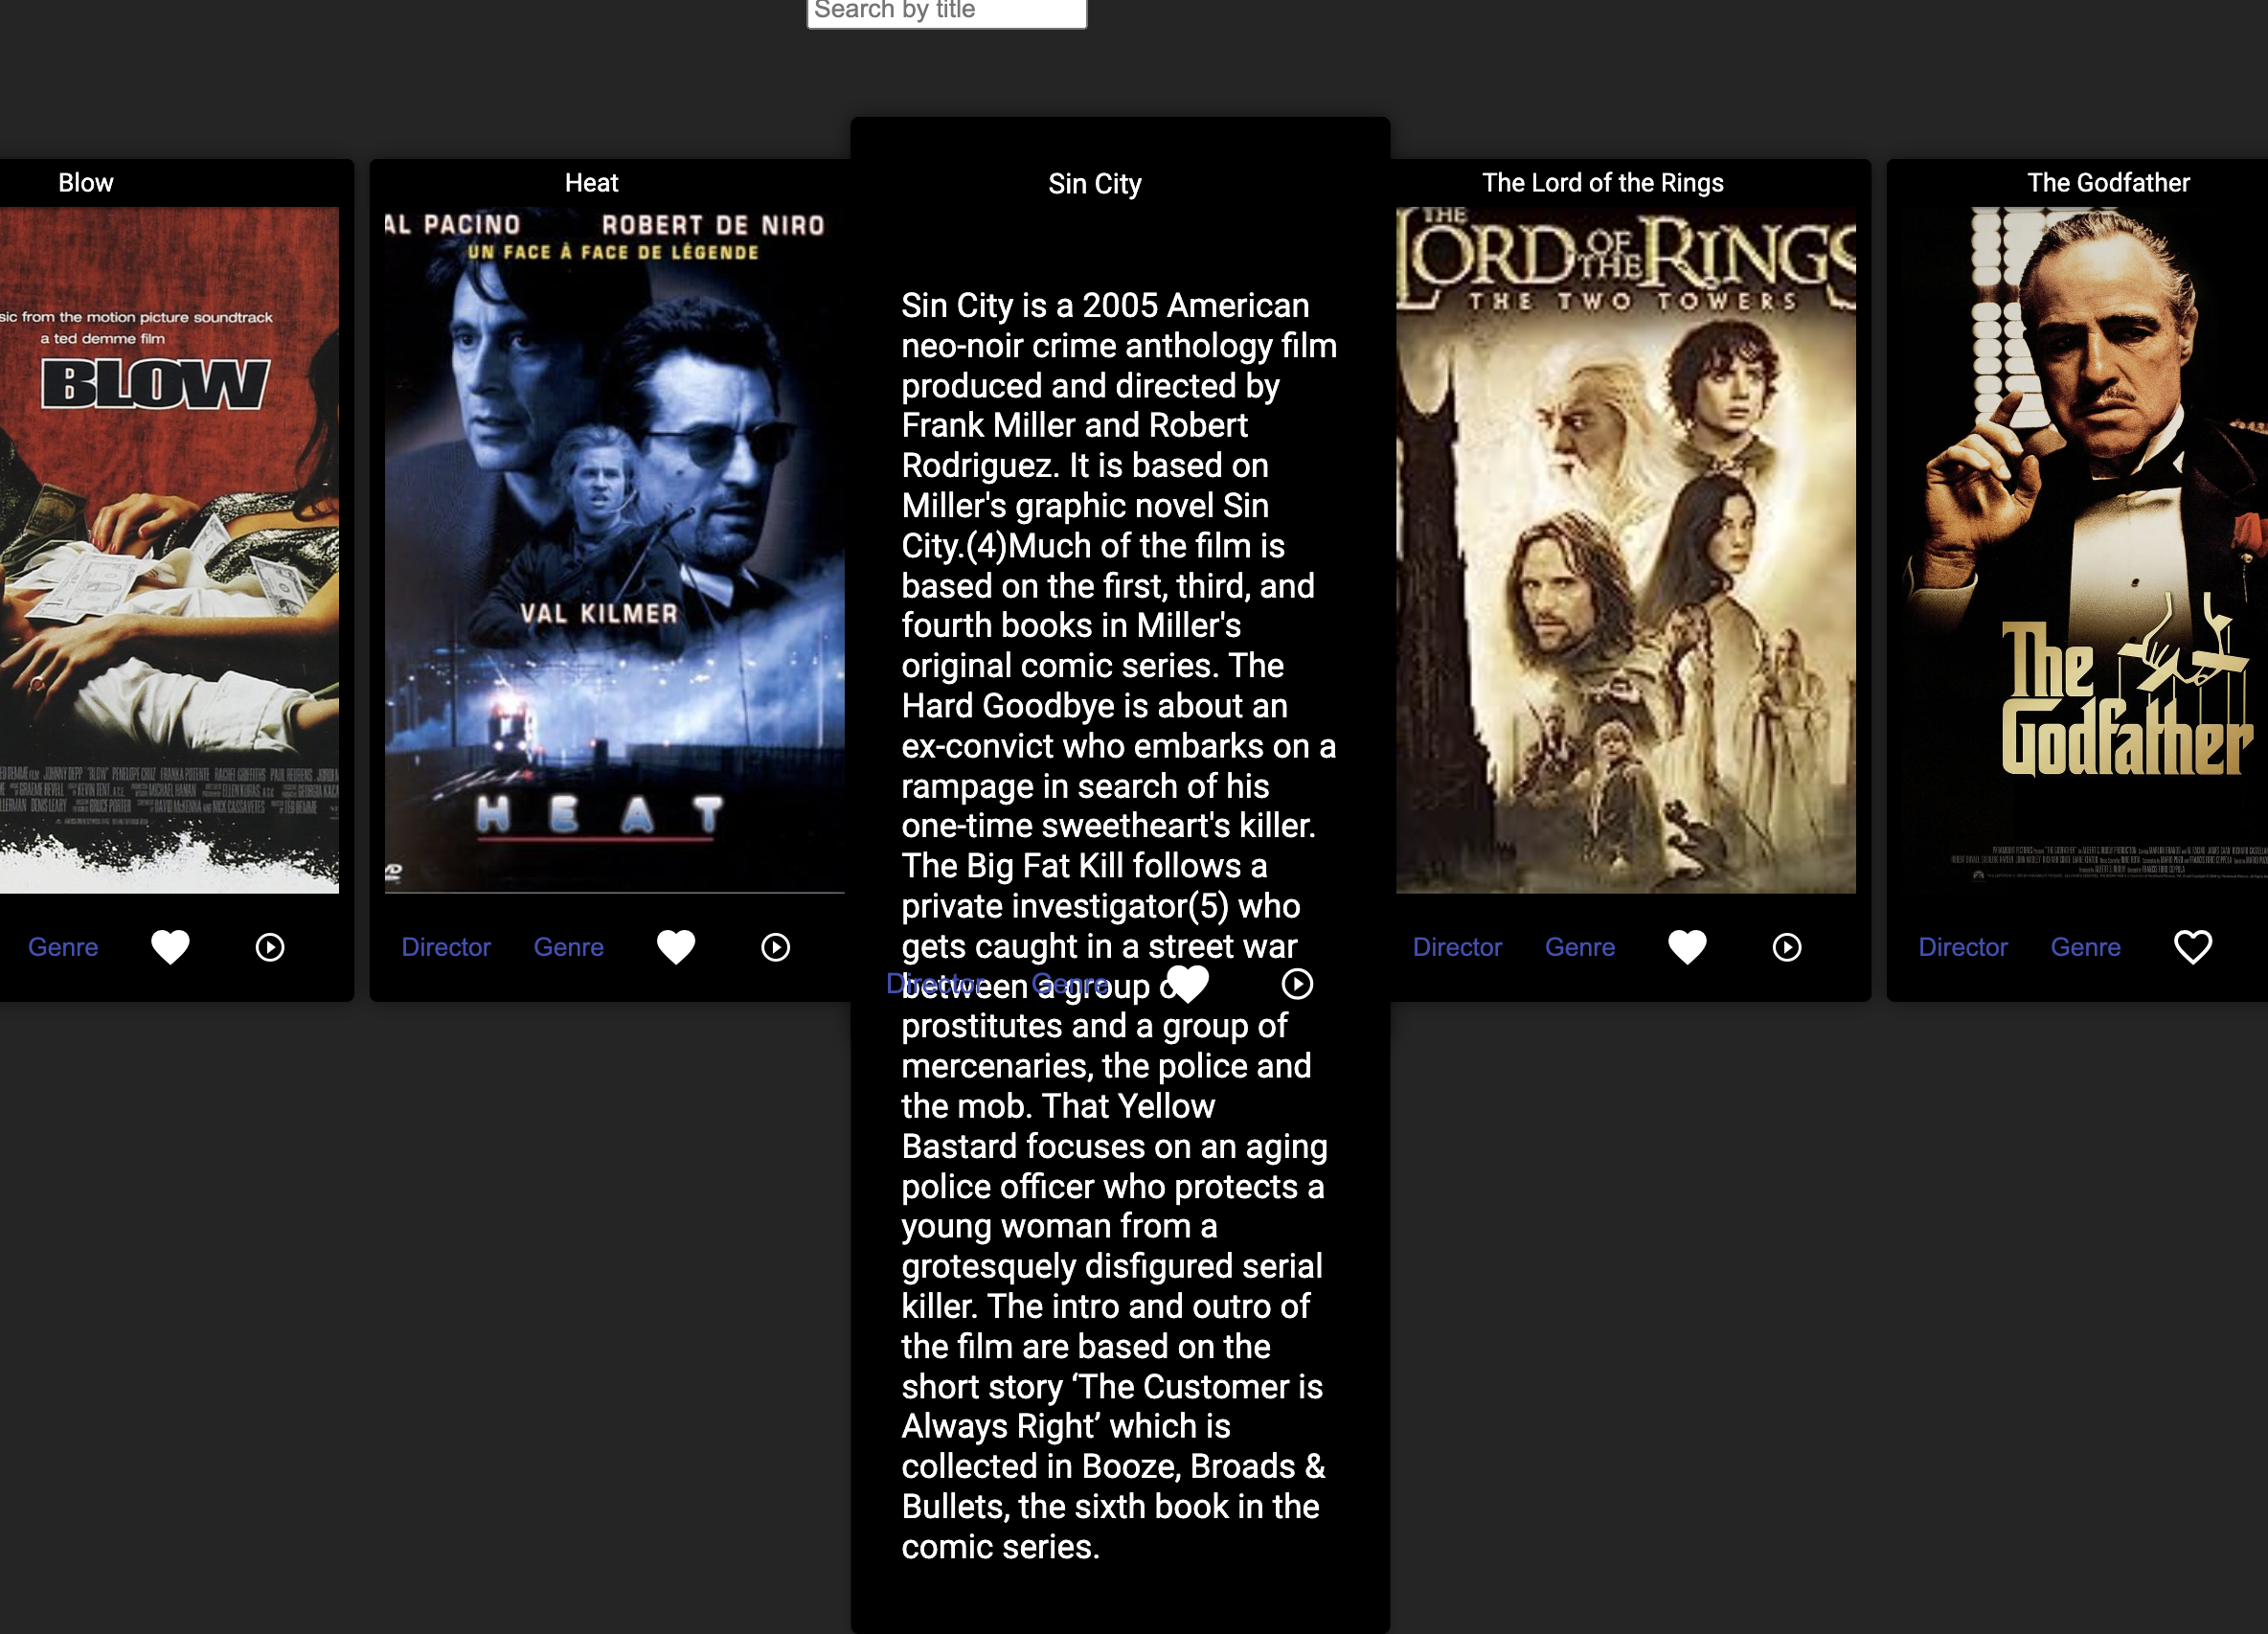 Search by title
Blow
sic from the motion picture soundtrack
a ted demme film
BLOW
Genre
Heat
AL PACINO ROBERT DE NIRO
UN FACE À FACE DE LÉGENDE
VAL KILMER
HEAT
Director Genre
Sin City
Sin City is a 2005 American
neo-noir crime anthology film
produced and directed by
Frank Miller and Robert
Rodriguez. It is based on
Miller's graphic novel Sin
City.(4)Much of the film is
based on the first, third, and
fourth books in Miller's
original comic series. The
Hard Goodbye is about an
ex-convict who embarks on a
rampage in search of his
one-time sweetheart's killer.
The Big Fat Kill follows a
private investigator(5) who
gets caught in a street war
between a group
Director Genre
prostitutes and a group of
mercenaries, the police and
the mob. That Yellow
Bastard focuses on an aging
police officer who protects a
young woman from a
grotesquely disfigured serial
killer. The intro and outro of
the film are based on the
short story ‘The Customer is
Always Right’ which is
collected in Booze, Broads &
Bullets, the sixth book in the
comic series.
The Lord of the Rings
THE
LORD OF THE RINGS
THE TWO TOWERS
Director Genre
The Godfather
The
Godfather
Director Genre